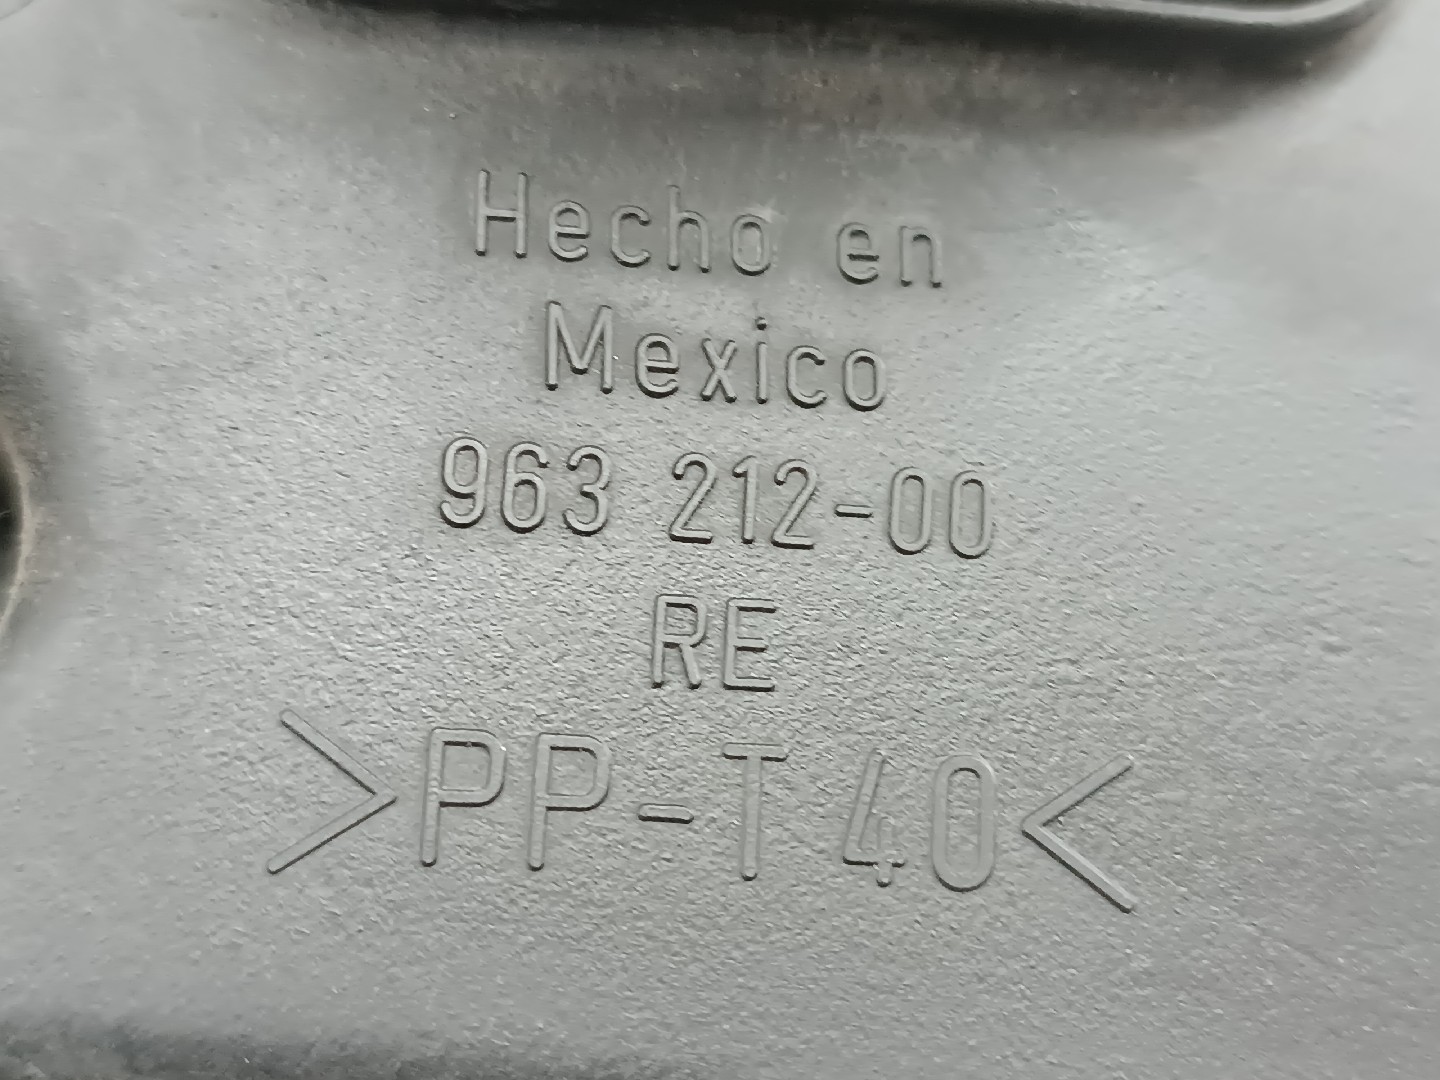 Hecho en
Mexico
963 212-00
RE
>PP-T40<